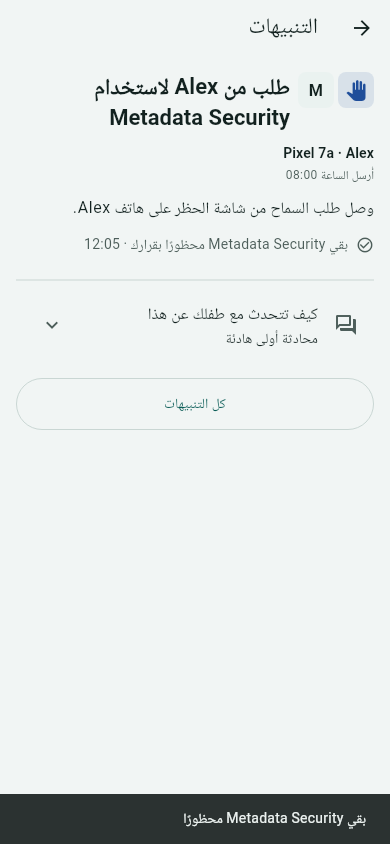 التنبيهات
M
طلب من Alex لاستخدام
Metadata Security
Pixel 7a · Alex
أُرسل الساعة 08:00
وصل طلب السماح من شاشة الحظر على هاتف Alex.
بقي Metadata Security محظورًا بقرارك · 12:05
كيف تتحدث مع طفلك عن هذا
محادثة أولى هادئة
كل التنبيهات
بقي Metadata Security محظورًا